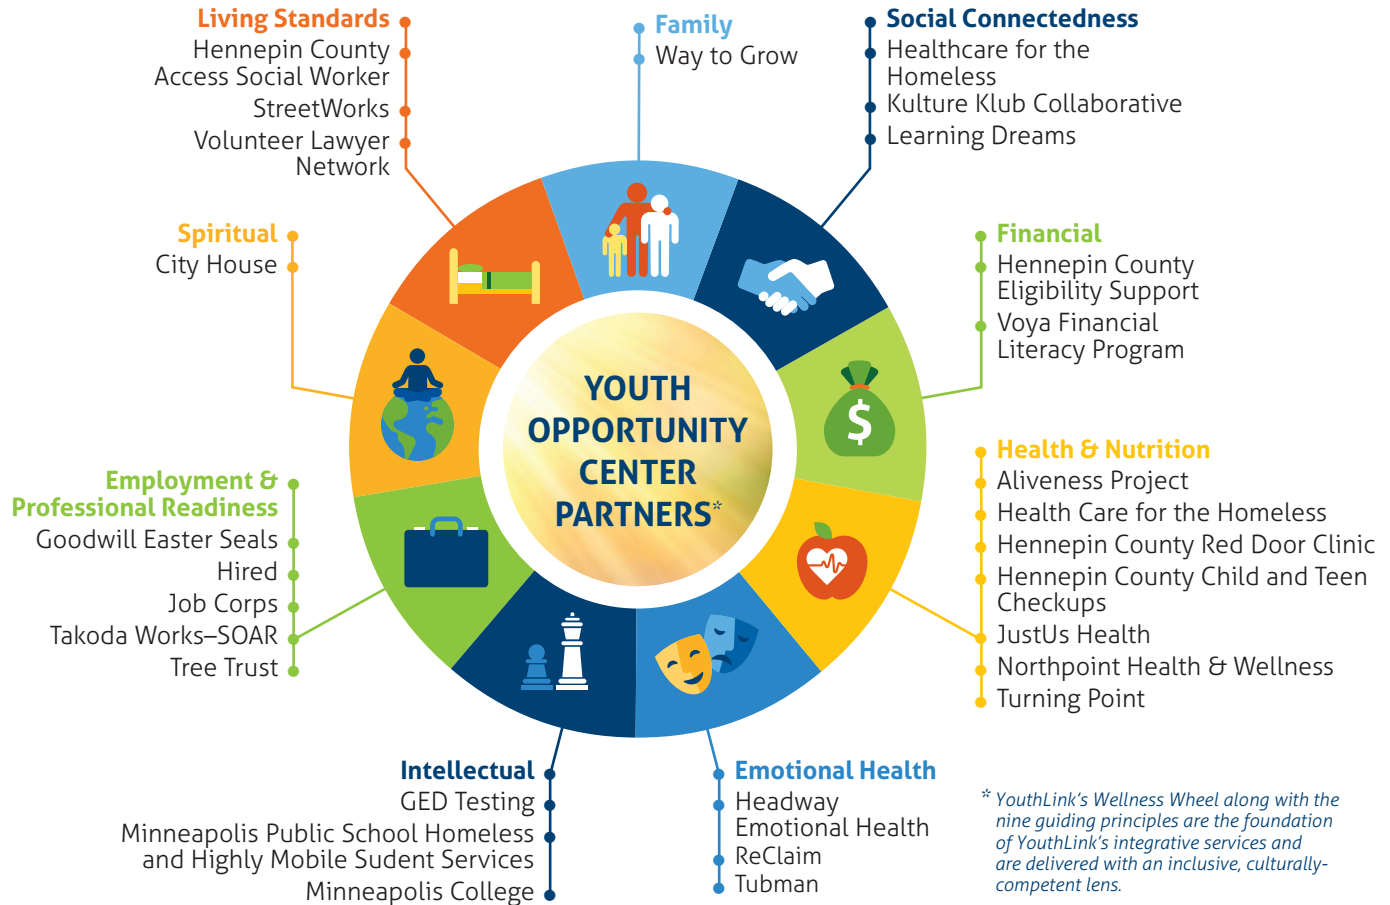 Living Standards
Hennepin County
Access Social Worker
StreetWorks
Volunteer Lawyer
Network
Family
Way to Grow
Social Connectedness
Healthcare for the
Homeless
Kulture Klub Collaborative
Learning Dreams
Spiritual
City House
Financial
Hennepin County
Eligibility Support
Voya Financial
Literacy Program
$
YOUTH
OPPORTUNITY
CENTER
PARTNERS*
Employment &
Professional Readiness
Goodwill Easter Seals
Hired
Job Corps
Takoda Works–SOAR
Tree Trust
Health & Nutrition
Aliveness Project
Health Care for the Homeless
Hennepin County Red Door Clinic
Hennepin County Child and Teen
Checkups
JustUs Health
Northpoint Health & Wellness
Turning Point
Intellectual
GED Testing
Minneapolis Public School Homeless
and Highly Mobile Sudent Services
Minneapolis College
Emotional Health
Headway
Emotional Health
ReClaim
Tubman
* YouthLink's Wellness Wheel along with the
nine guiding principles are the foundation
of YouthLink's integrative services and
are delivered with an inclusive, culturally-
competent lens.